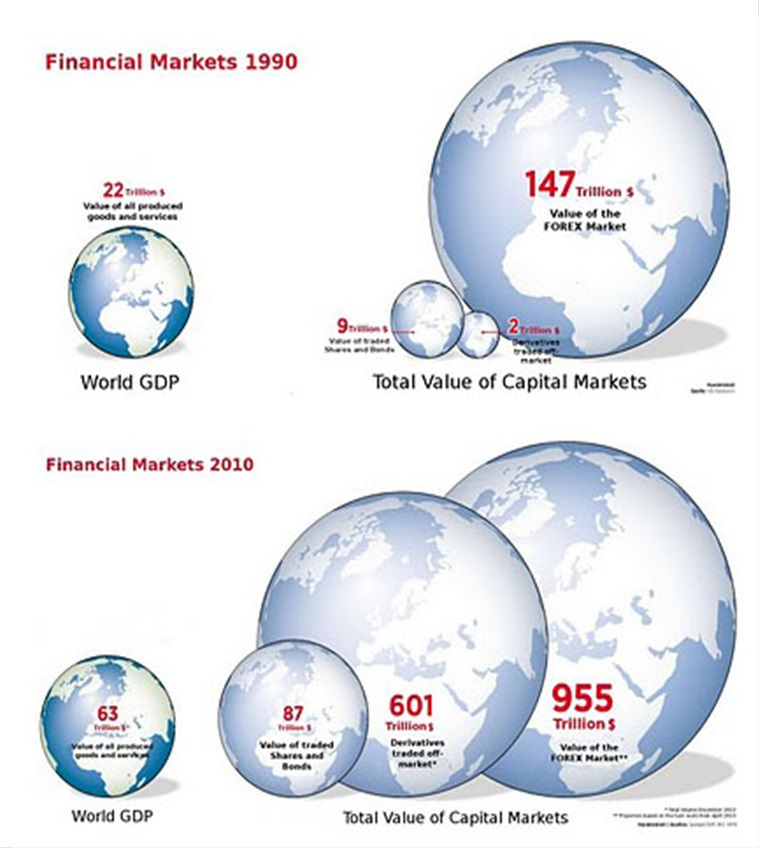 Financial Markets 1990
22 Trillion $
Value of all produced
goods and services
147 Trillion $
Value of the
FOREX Market
9 Trillion $
Value of traded
Shares and Bonds
2 Trillion $
Derivatives
traded off-
market
World GDP
Total Value of Capital Markets
Financial Markets 2010
63
Trillion $*
Value of all produced
goods and services
87
Trillion $
Value of traded
Shares and
Bonds
601
Trillion $
Derivatives
traded off-
market*
955
Trillion $
Value of the
FOREX Market**
World GDP
Total Value of Capital Markets